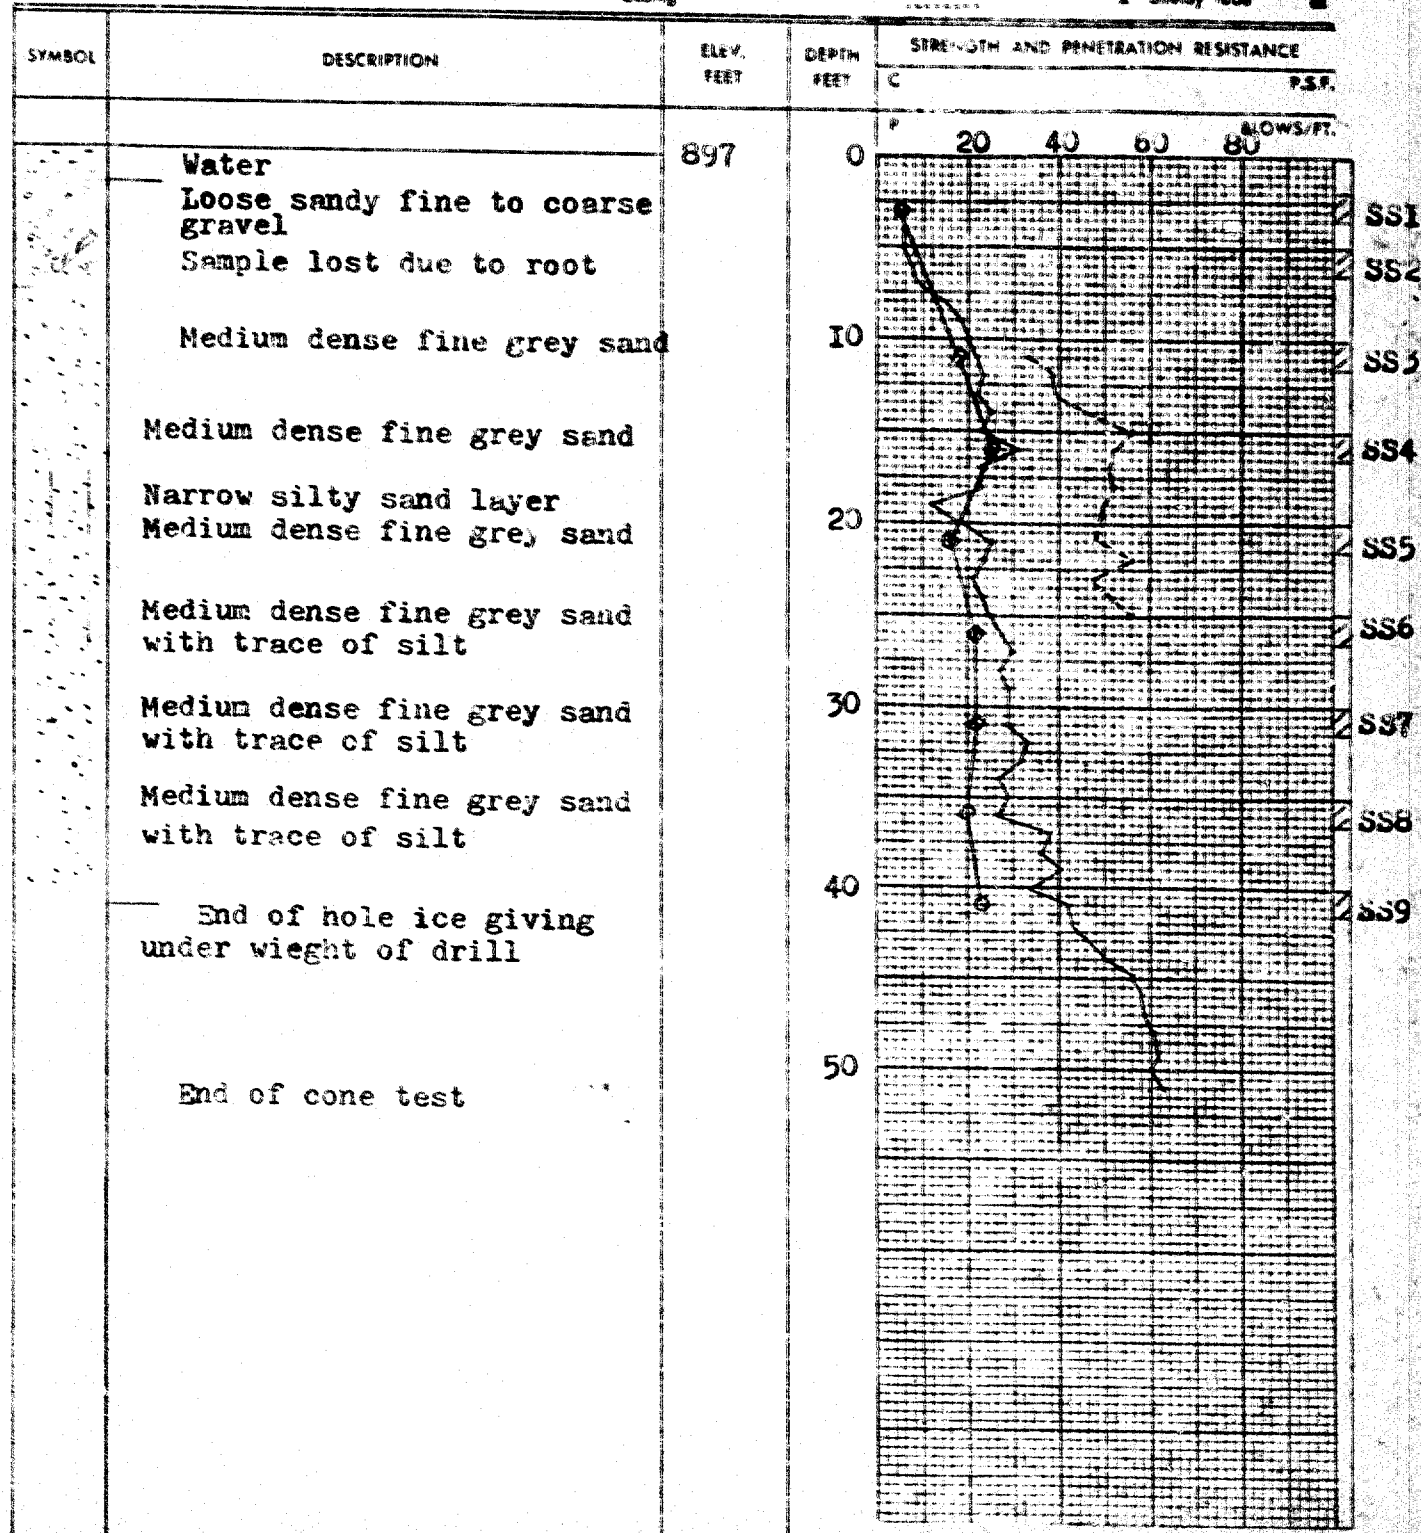 SYMBOL
DESCRIPTION
ELEV. FEET
DEPTH FEET
STRENGTH AND PENETRATION RESISTANCE
C P.S.F.
P BLOWS/FT.
20 40 60 80
897
0
Water
Loose sandy fine to coarse
gravel
SS1
Sample lost due to root
SS2
Medium dense fine grey sand
10
SS3
Medium dense fine grey sand
SS4
Narrow silty sand layer
Medium dense fine grey sand
20
SS5
Medium dense fine grey sand
with trace of silt
SS6
Medium dense fine grey sand
with trace of silt
30
SS7
Medium dense fine grey sand
with trace of silt
SS8
40
End of hole ice giving
under wieght of drill
SS9
50
End of cone test